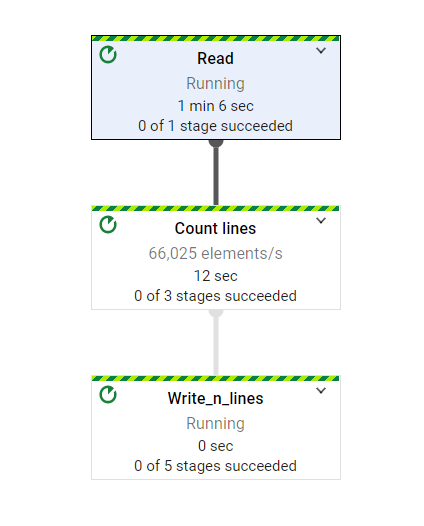 Read
Running
1 min 6 sec
0 of 1 stage succeeded
Count lines
66,025 elements/s
12 sec
0 of 3 stages succeeded
Write_n_lines
Running
0 sec
0 of 5 stages succeeded